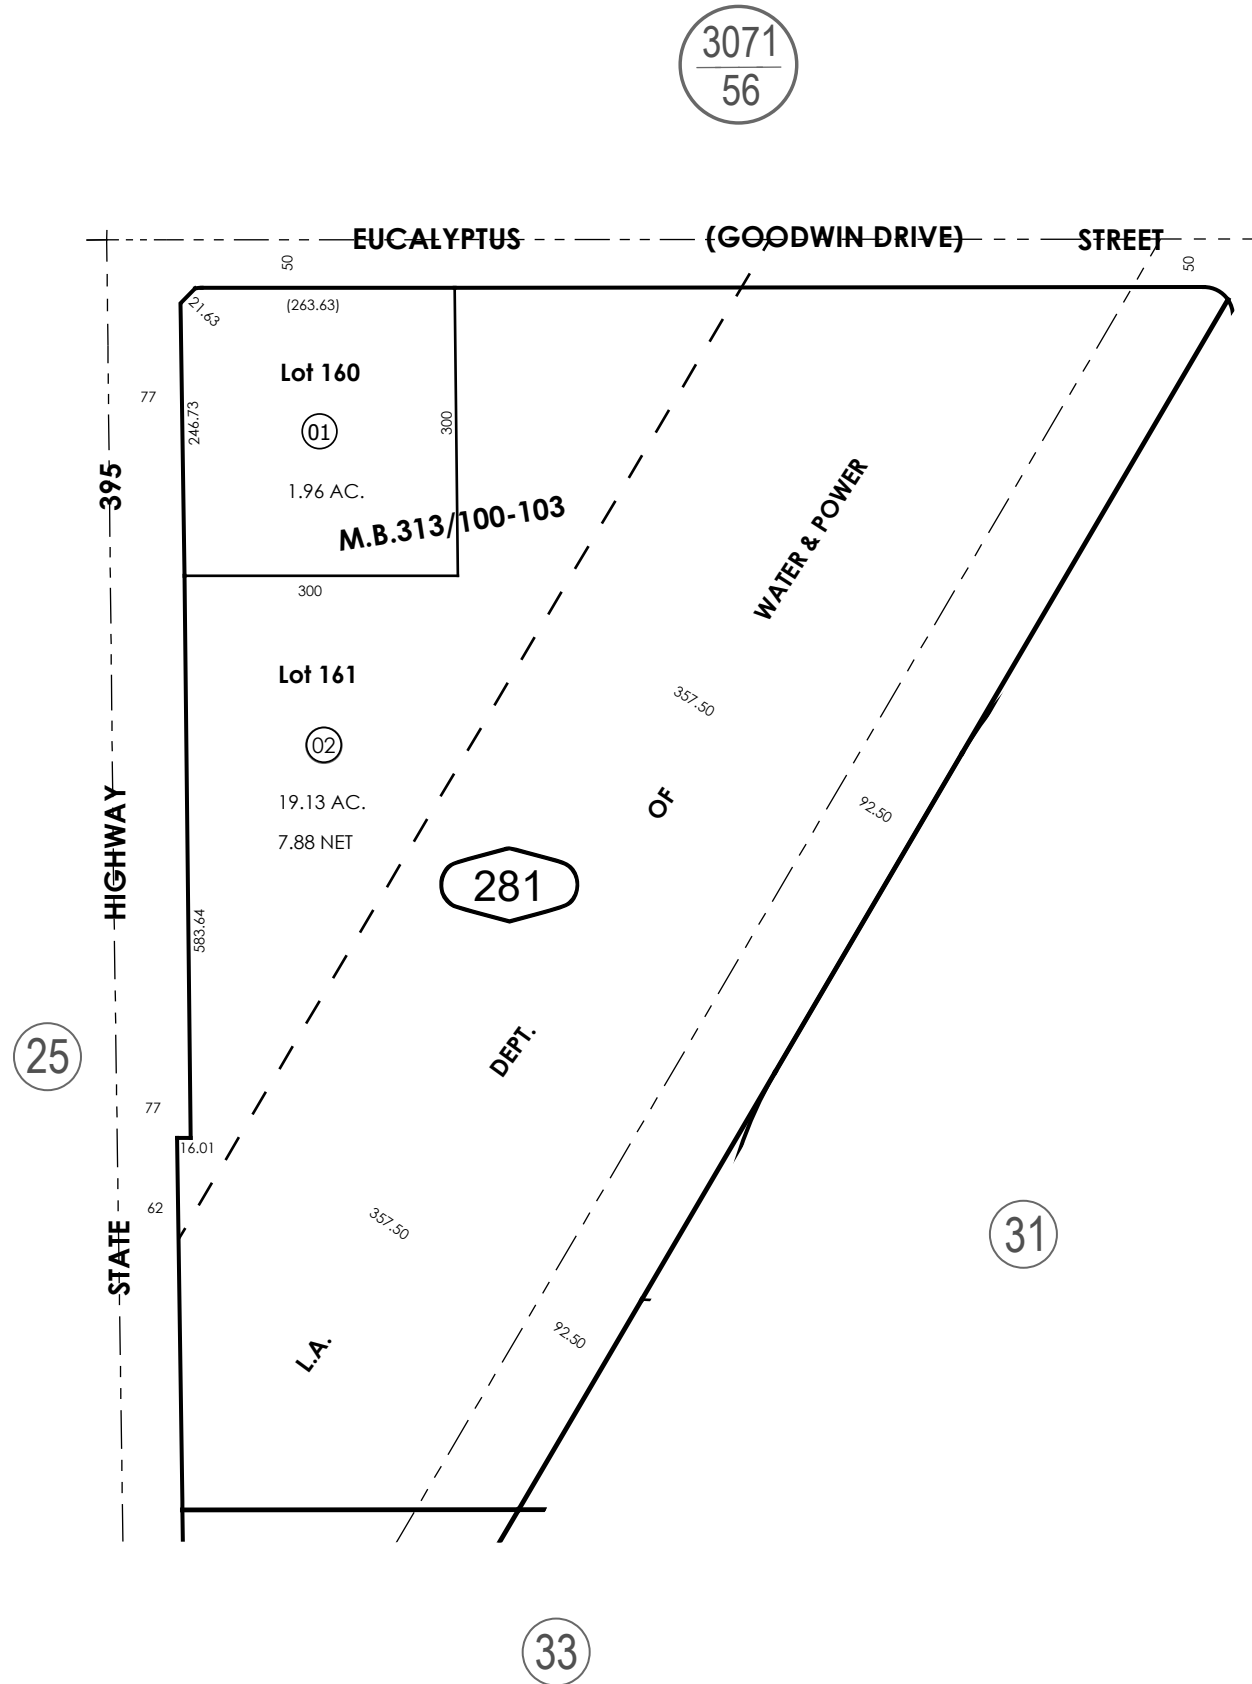 3071
56
EUCALYPTUS (GOODWIN DRIVE) STREET
50
50
21.63
(263.63)
Lot 160
77
246.73
01
300
1.96 AC.
395
M.B.313/100-103
300
WATER & POWER
Lot 161
357.50
02
19.13 AC.
OF
92.50
7.88 NET
HIGHWAY
281
583.64
DEPT.
25
77
16.01
62
357.50
STATE
31
92.50
L.A.
33